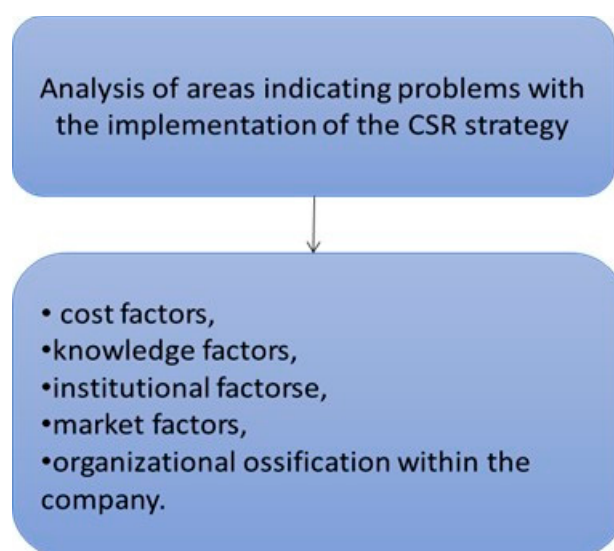 Analysis of areas indicating problems with
the implementation of the CSR strategy
• cost factors,
•knowledge factors,
•institutional factorse,
•market factors,
•organizational ossification within the
company.